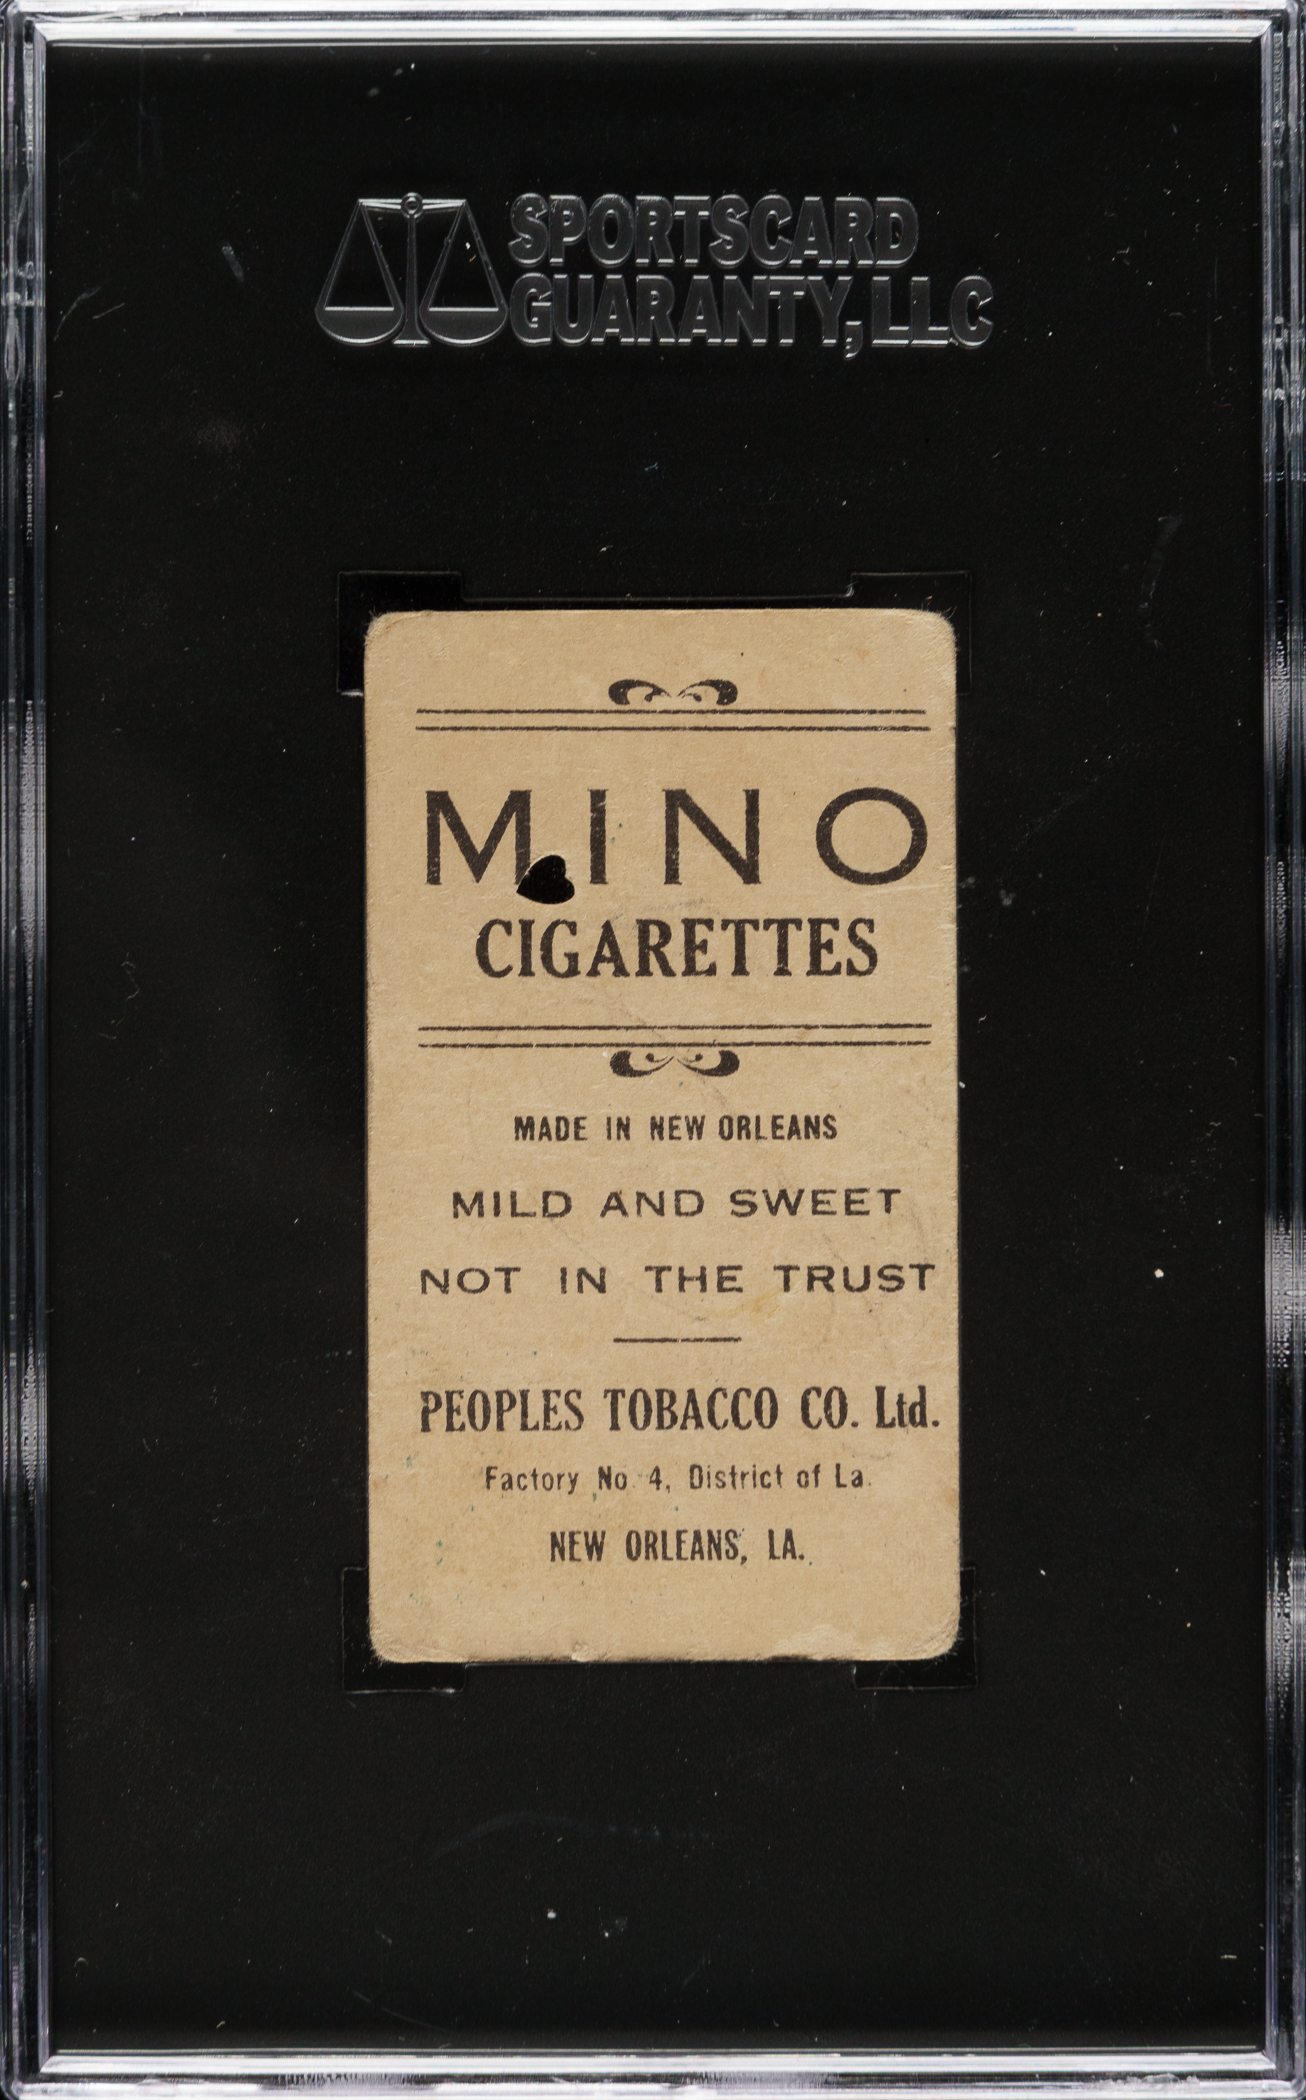 SPORTSCARD
GUARANTY, LLC
MINO
CIGARETTES
MADE IN NEW ORLEANS
MILD AND SWEET
NOT IN THE TRUST
PEOPLES TOBACCO CO. Ltd.
Factory No. 4, District of La.
NEW ORLEANS, LA.